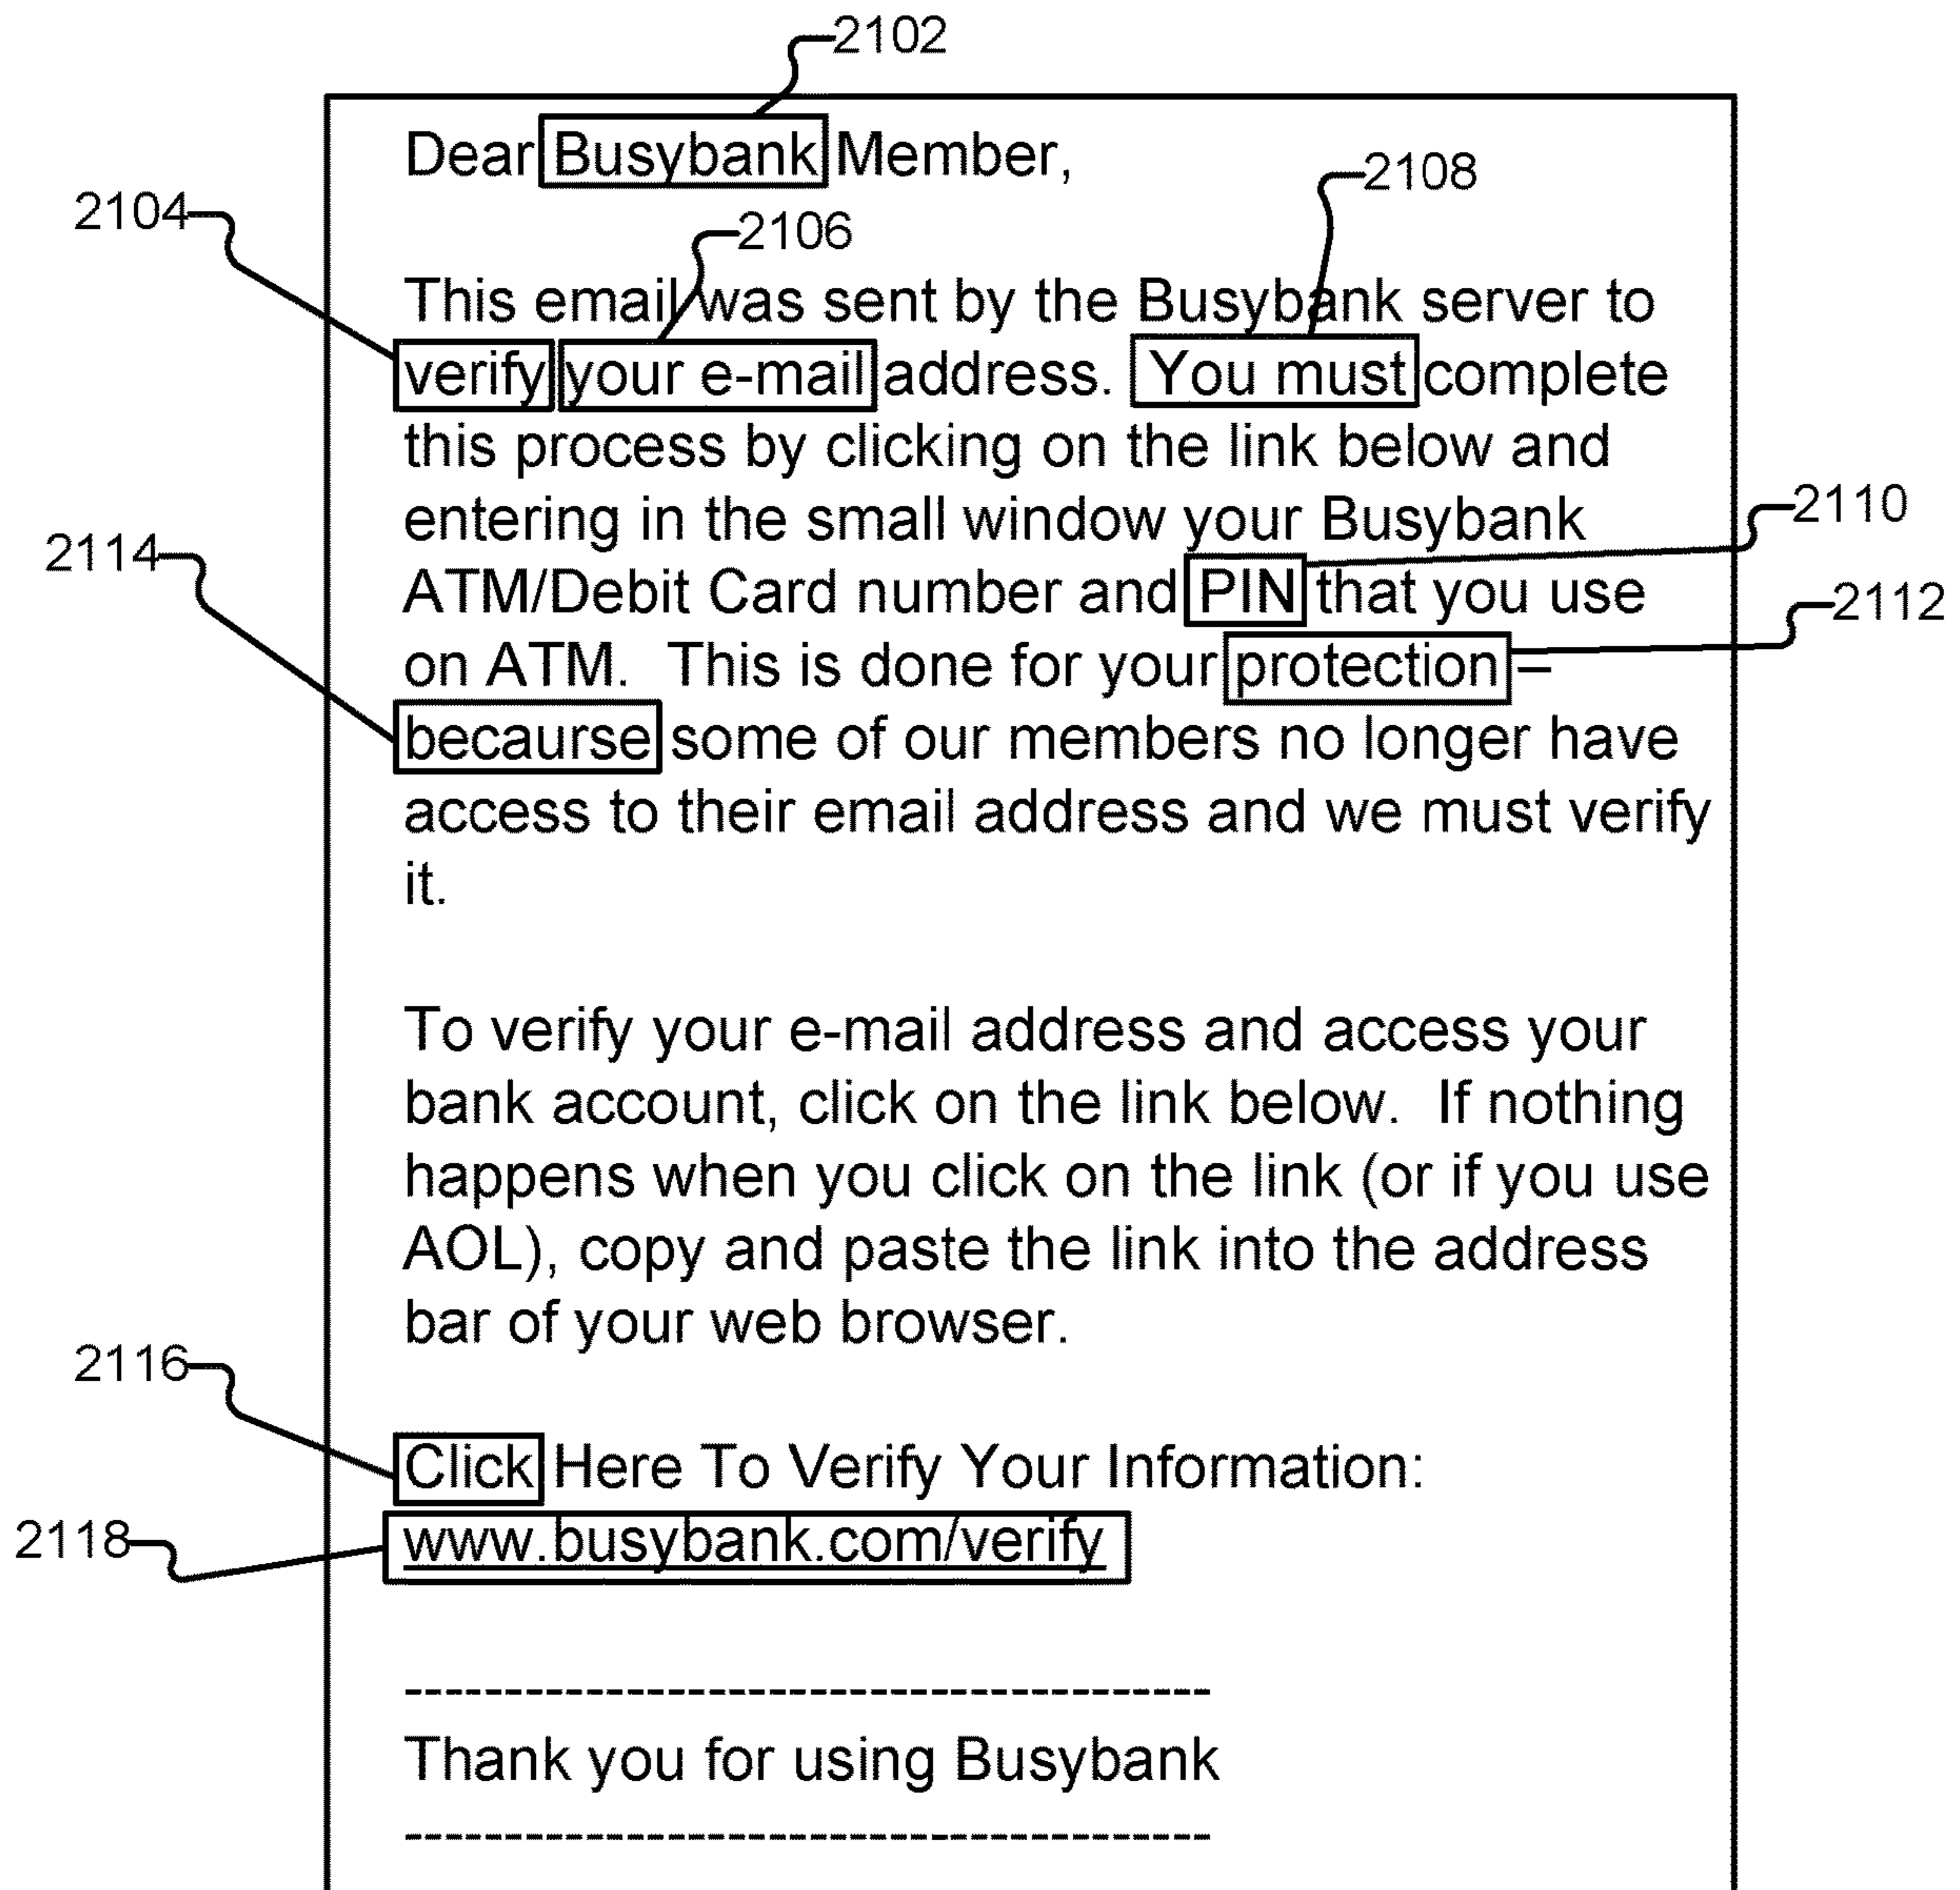 2102
Dear Busybank Member,
2108
2104
2106
This email was sent by the Busybank server to
verify your e-mail address.  You must complete
this process by clicking on the link below and
entering in the small window your Busybank
2110
2114
ATM/Debit Card number and PIN that you use
2112
on ATM.  This is done for your protection –
becaurse some of our members no longer have
access to their email address and we must verify
it.
To verify your e-mail address and access your
bank account, click on the link below.  If nothing
happens when you click on the link (or if you use
AOL), copy and paste the link into the address
bar of your web browser.
2116
Click Here To Verify Your Information:
2118
www.busybank.com/verify
----------------------------------------
Thank you for using Busybank
----------------------------------------